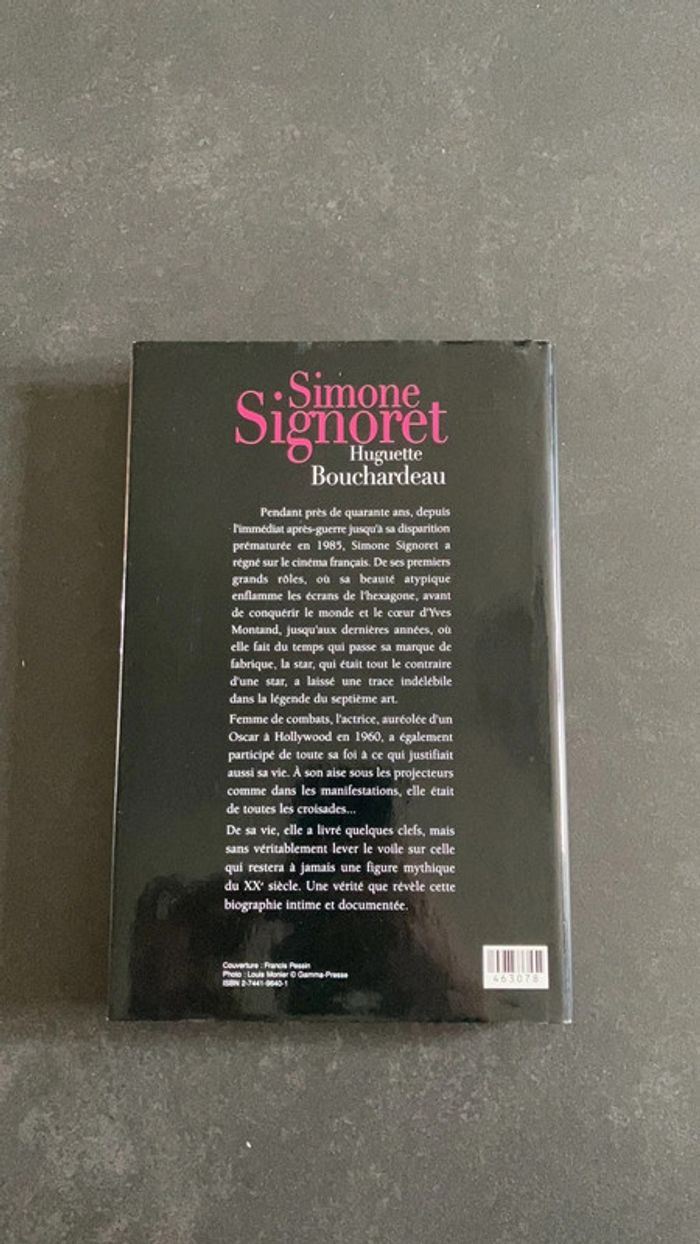 Simone
Signoret
Huguette
Bouchardeau
Pendant près de quarante ans, depuis
l'immédiat après-guerre jusqu'à sa disparition
prématurée en 1985, Simone Signoret a
régné sur le cinéma français. De ses premiers
grands rôles, où sa beauté atypique
enflamme les écrans de l'hexagone, avant
de conquérir le monde et le cœur d'Yves
Montand, jusqu'aux dernières années, où
elle fait du temps qui passe sa marque de
fabrique, la star, qui était tout le contraire
d'une star, a laissé une trace indélébile
dans la légende du septième art.
Femme de combats, l'actrice, auréolée d'un
Oscar à Hollywood en 1960, a également
participé de toute sa foi à ce qui justifiait
aussi sa vie. À son aise sous les projecteurs
comme dans les manifestations, elle était
de toutes les croisades...
De sa vie, elle a livré quelques clefs, mais
sans véritablement lever le voile sur celle
qui restera à jamais une figure mythique
du XXe siècle. Une vérité que révèle cette
biographie intime et documentée.
Couverture : Francis Pessin
Photo : Louis Monier © Gamma-Presse
ISBN 2-7441-9640-1
463078